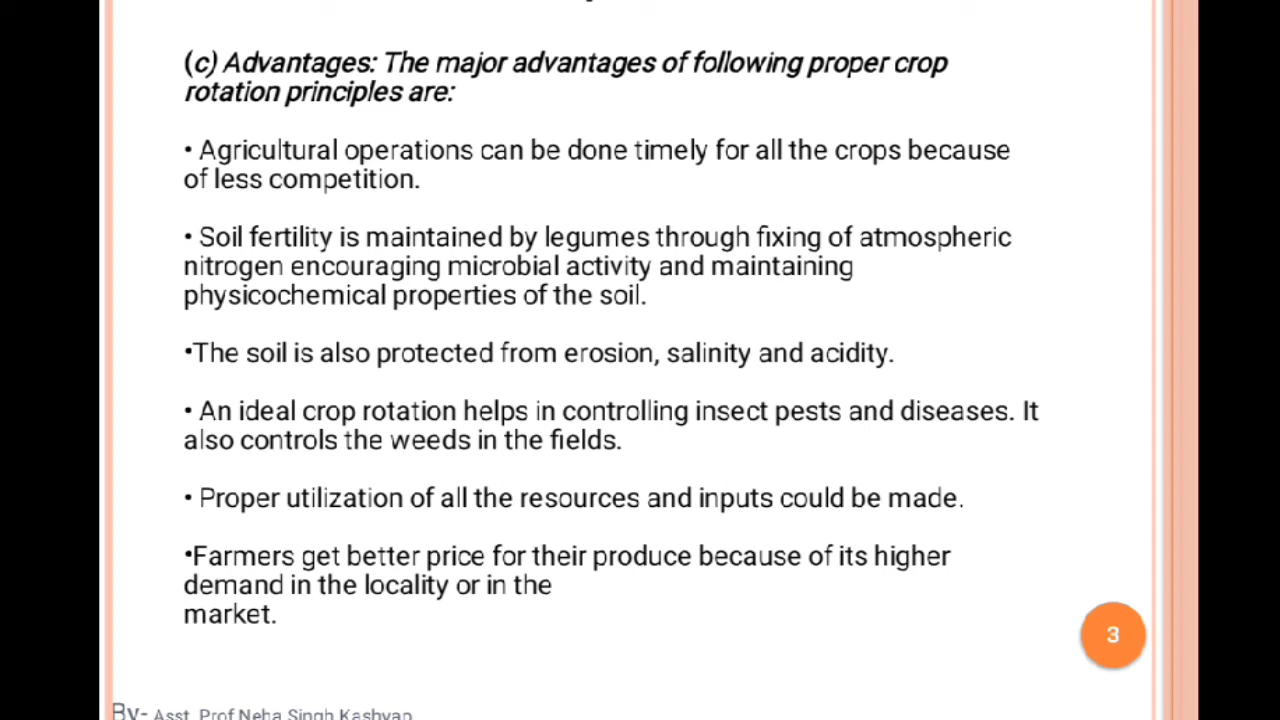 (c) Advantages: The major advantages of following proper crop
rotation principles are:
• Agricultural operations can be done timely for all the crops because
of less competition.
• Soil fertility is maintained by legumes through fixing of atmospheric
nitrogen encouraging microbial activity and maintaining
physicochemical properties of the soil.
•The soil is also protected from erosion, salinity and acidity.
• An ideal crop rotation helps in controlling insect pests and diseases. It
also controls the weeds in the fields.
• Proper utilization of all the resources and inputs could be made.
•Farmers get better price for their produce because of its higher
demand in the locality or in the
market.
3
By- Asst. Prof Neha Singh Kashyap